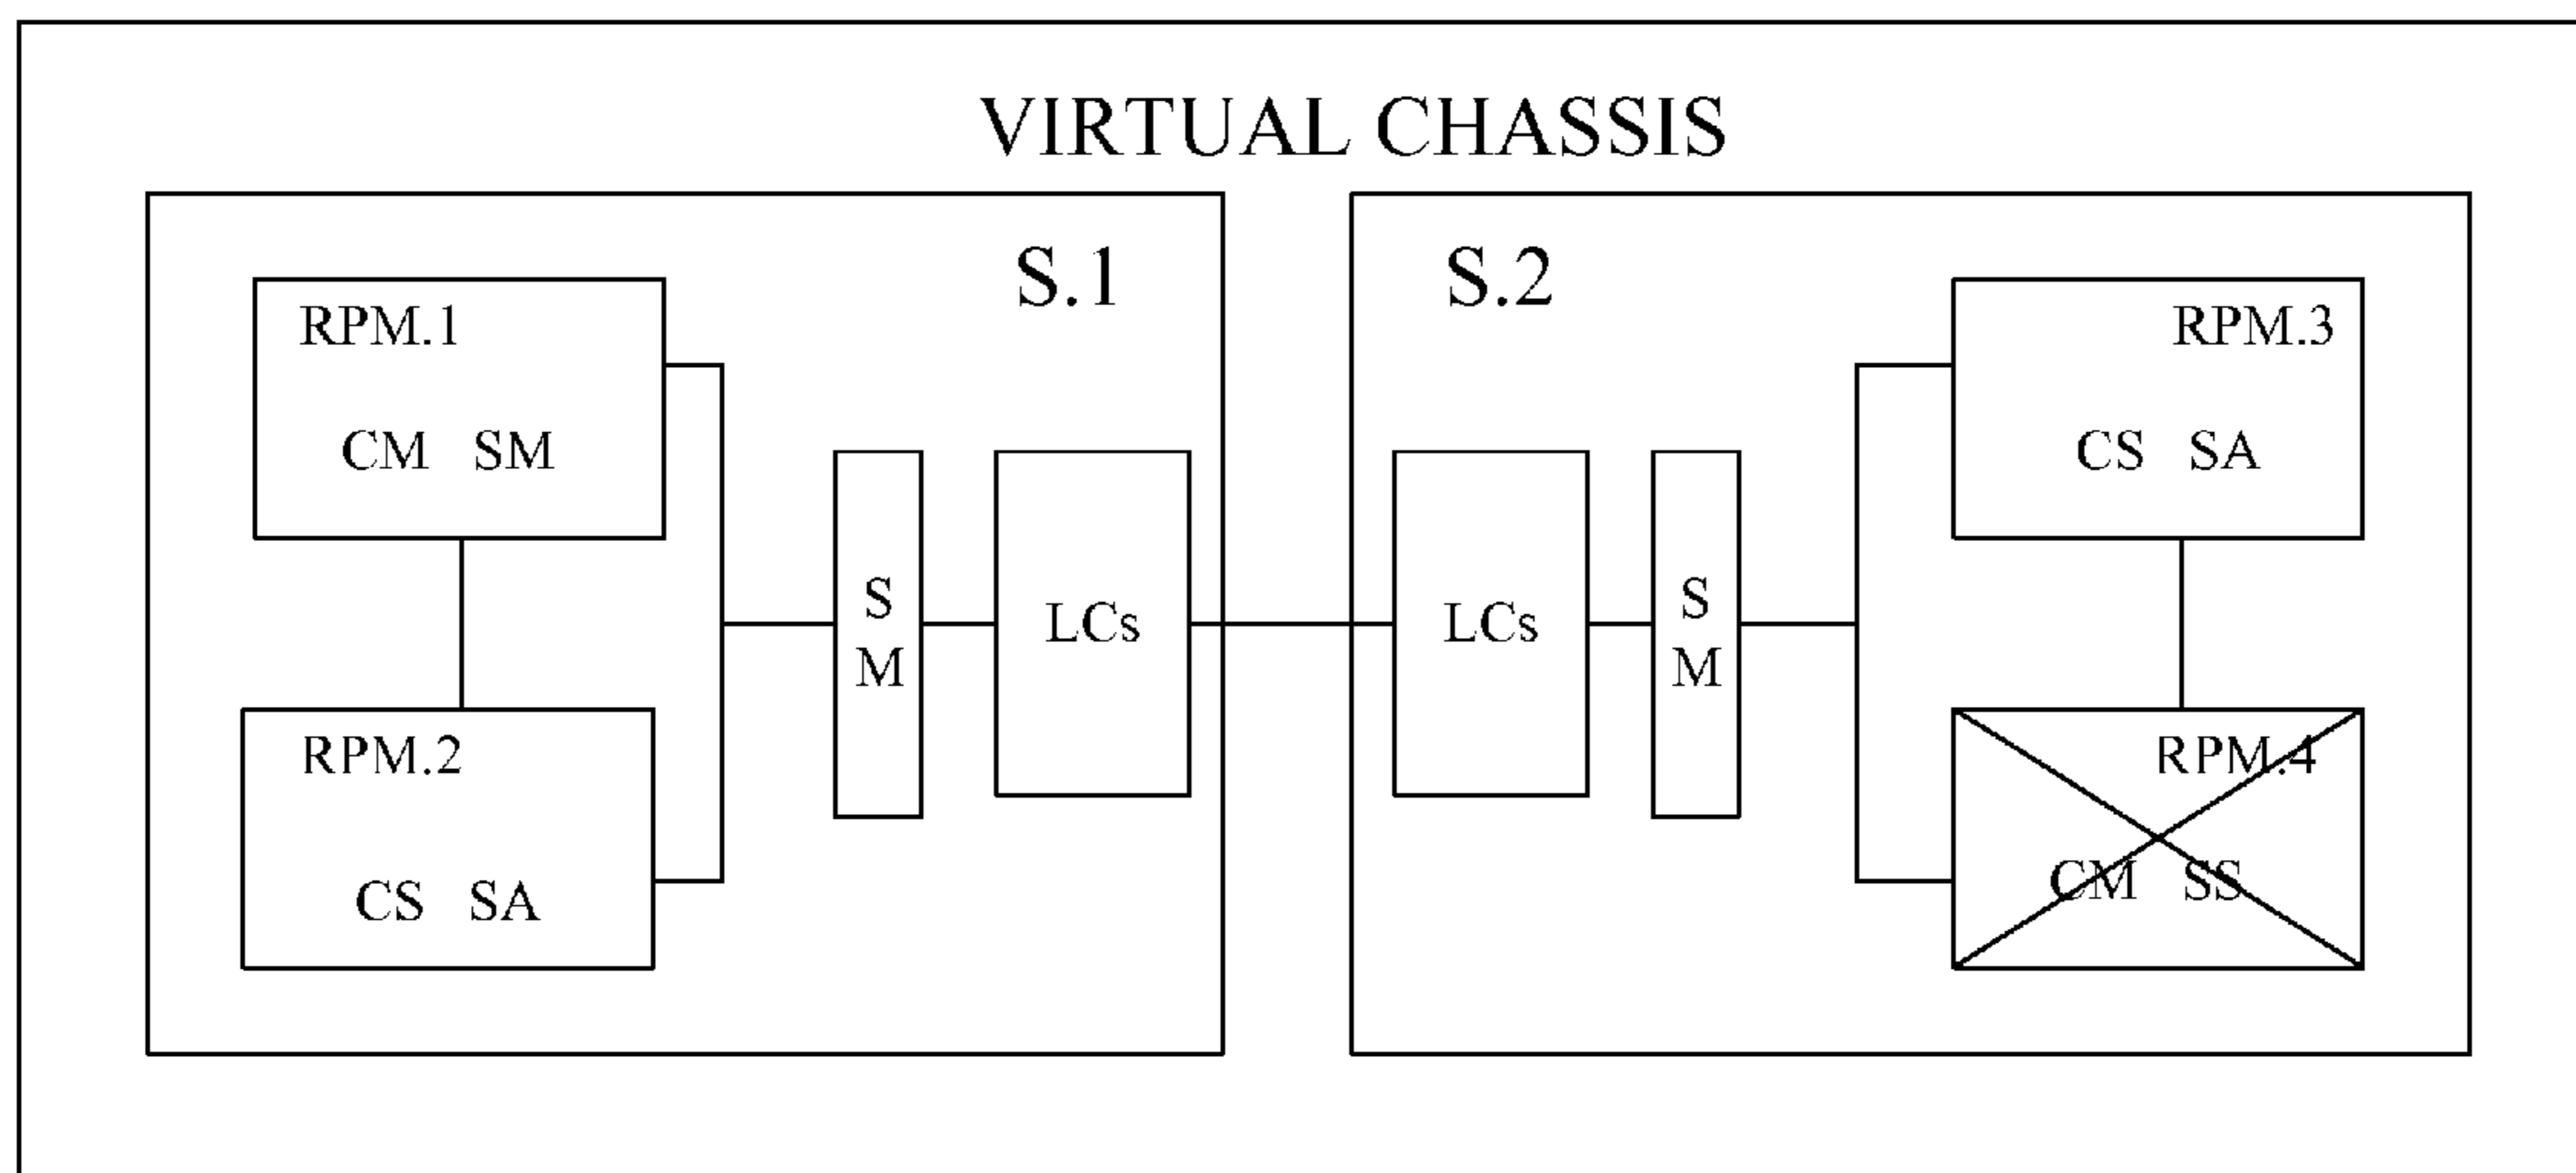 VIRTUAL CHASSIS
S.1
RPM.1
CM SM
RPM.2
CS SA
S
M
LCs
S.2
LCs
S
M
RPM.3
CS SA
RPM.4
CM SS